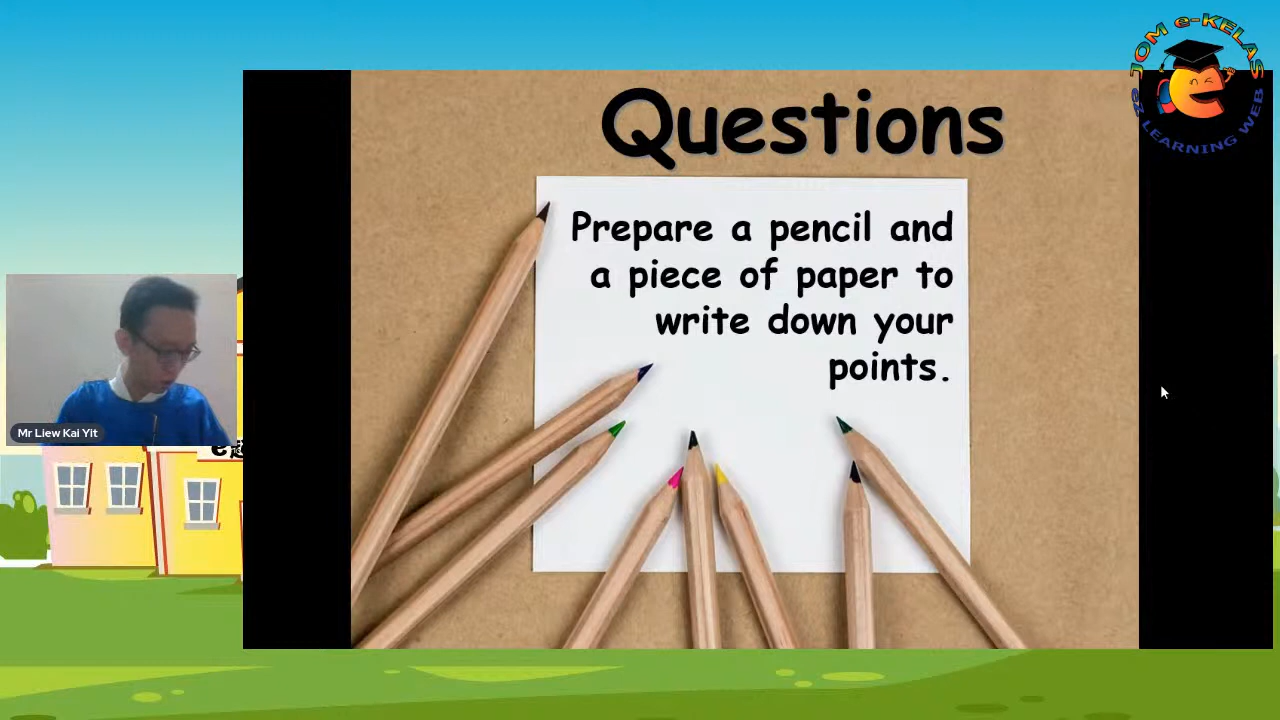 JOM e-KELAS
ez LEARNING WEB
Questions
Prepare a pencil and
a piece of paper to
write down your
points.
Mr Liew Kai Yit